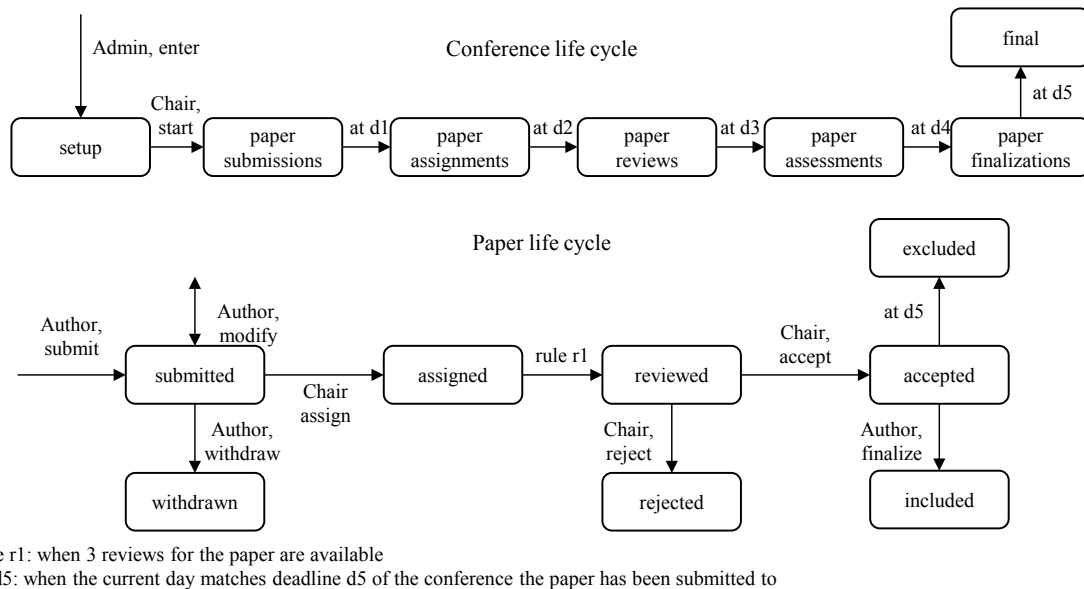 Admin, enter
Conference life cycle
final
Chair,
start
at d5
setup
paper
submissions
at d1
paper
assignments
at d2
paper
reviews
at d3
paper
assessments
at d4
paper
finalizations
Paper life cycle
excluded
Author,
submit
Author,
modify
Chair,
accept
at d5
submitted
Chair
assign
assigned
rule r1
reviewed
accepted
Author,
withdraw
Chair,
reject
Author,
finalize
withdrawn
rejected
included
e r1: when 3 reviews for the paper are available
d5: when the current day matches deadline d5 of the conference the paper has been submitted to